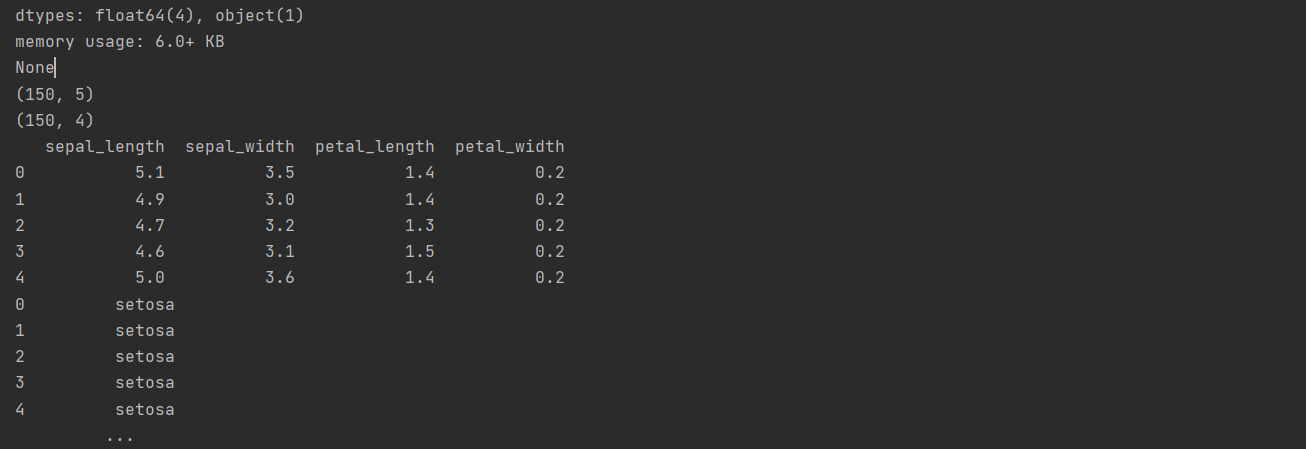 dtypes: float64(4), object(1)
memory usage: 6.0+ KB
None
(150, 5)
(150, 4)
   sepal_length  sepal_width  petal_length  petal_width
0           5.1          3.5           1.4          0.2
1           4.9          3.0           1.4          0.2
2           4.7          3.2           1.3          0.2
3           4.6          3.1           1.5          0.2
4           5.0          3.6           1.4          0.2
0         setosa
1         setosa
2         setosa
3         setosa
4         setosa
         ...